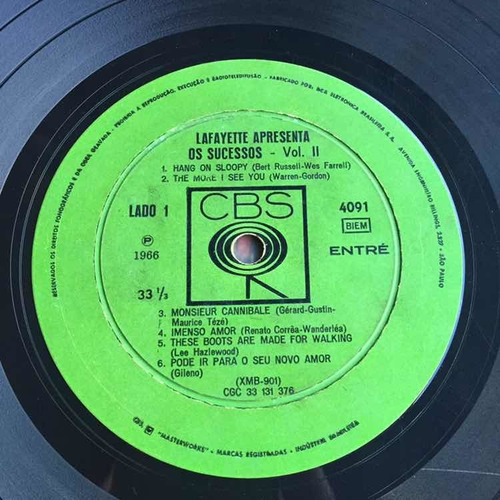 RESERVADOS OS DIREITOS FONOGRÁFICOS E DA OBRA GRAVADA • PROIBIDA A REPRODUÇÃO, EXECUÇÃO E RADIOTELEDIFUSÃO. - FABRICADO POR: RCA ELETRÔNICA BRASILEIRA S. A. AVENIDA ENGENHEIRO BILLINGS, 2.227 - SÃO PAULO
LAFAYETTE APRESENTA
OS SUCESSOS - Vol. II
1. HANG ON SLOOPY (Bert Russell-Wes Farrell)
2. THE MORE I SEE YOU (Warren-Gordon)
LADO 1
CBS
4091
BIEM
P
1966
ENTRÉ
33 1/3
3. MONSIEUR CANNIBALE (Gérard-Gustin-
Maurice Tézé)
4. IMENSO AMOR (Renato Corrêa-Wanderléa)
5. THESE BOOTS ARE MADE FOR WALKING
(Lee Hazlewood)
6. PODE IR PARA O SEU NOVO AMOR
(Gileno)
(XMB-901)
CGC 33 131 376
CBS, "MASTERWORKS" - MARCAS REGISTRADAS - INDÚSTRIA BRASILEIRA